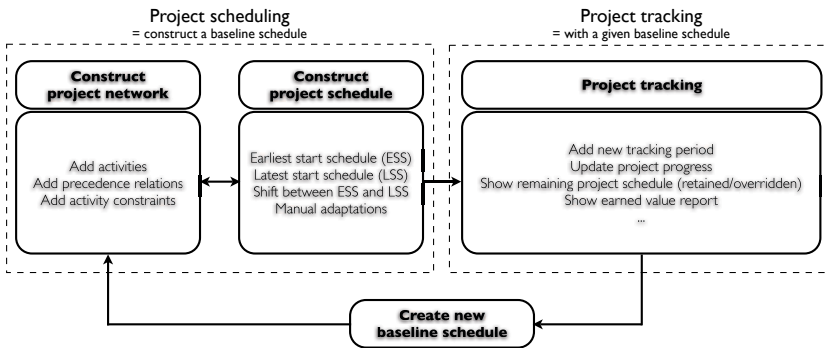 Project scheduling
= construct a baseline schedule
Project tracking
= with a given baseline schedule
Construct
project network
Construct
project schedule
Project tracking
Add activities
Add precedence relations
Add activity constraints
Earliest start schedule (ESS)
Latest start schedule (LSS)
Shift between ESS and LSS
Manual adaptations
Add new tracking period
Update project progress
Show remaining project schedule (retained/overridden)
Show earned value report
...
Create new
baseline schedule